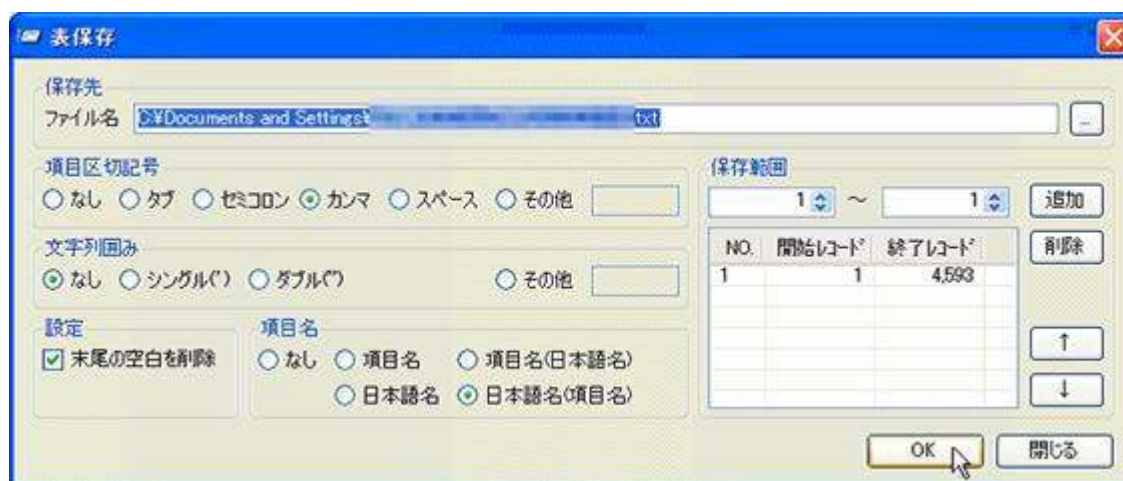 表保存
保存先
ファイル名 C:¥Documents and Settings¥ txt ...
項目区切記号
なし タブ セミコロン カンマ スペース その他
文字列囲み
なし シングル(') ダブル(") その他
設定
末尾の空白を削除
項目名
なし 項目名 項目名(日本語名)
日本語名 日本語名(項目名)
保存範囲
1 ～ 1 追加
NO. 開始ﾚｺｰﾄﾞ 終了ﾚｺｰﾄﾞ 削除
1 1 4,593
↑
↓
OK 閉じる